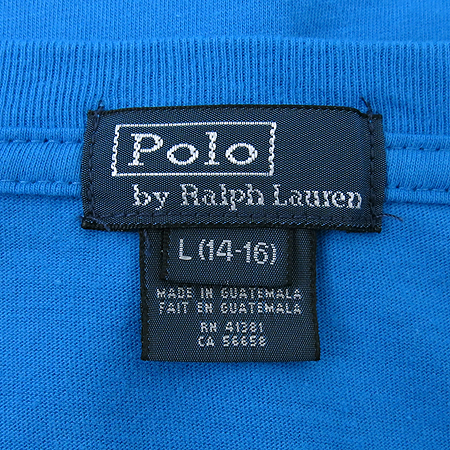 Polo
by Ralph Lauren
L (14-16)
MADE IN GUATEMALA
FAIT EN GUATEMALA
RN 41381
CA 56658